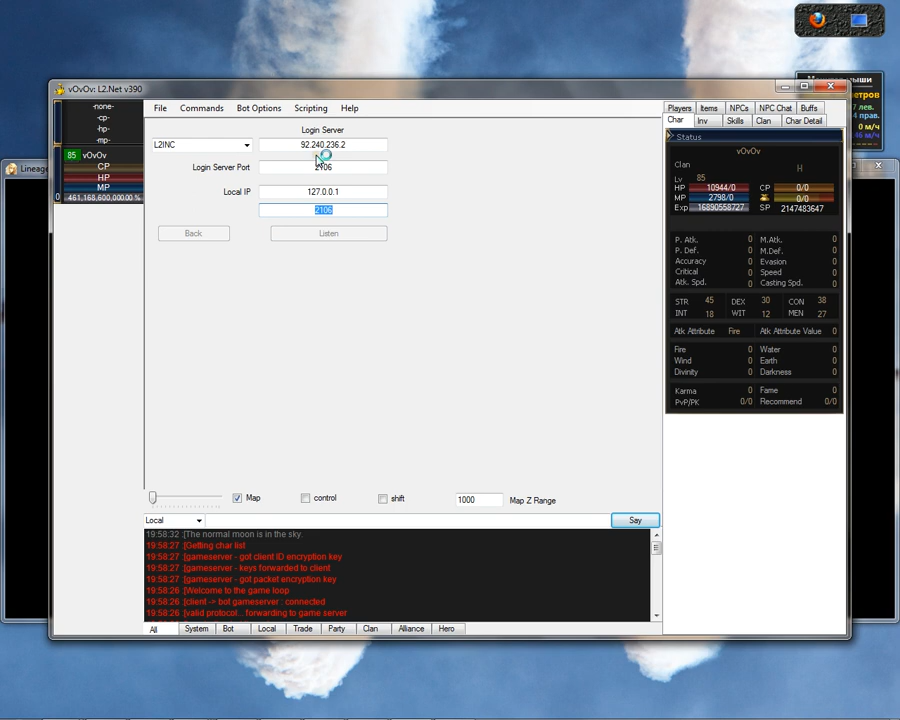 vOvOv: L2.Net v390
Lineage
-none-
-cp-
-hp-
-mp-
85 vOvOv
CP
HP
MP
0 461,168,600,000.00 %
File Commands Bot Options Scripting Help
Login Server
L2INC 92.240.236.2
Login Server Port 2106
Local IP 127.0.0.1
2106
Back Listen
Map control shift 1000 Map Z Range
Local Say
19:58:32 :[The normal moon is in the sky.
19:58:27 :[Getting char list
19:58:27 :[gameserver - got client ID encryption key
19:58:27 :[gameserver - keys forwarded to client
19:58:27 :[gameserver - got packet encryption key
19:58:26 :[Welcome to the game loop
19:58:26 :[client -> bot gameserver : connected
19:58:26 :[valid protocol... forwarding to game server
All System Bot Local Trade Party Clan Alliance Hero
Players Items NPCs NPC Chat Buffs
Char Inv Skills Clan Char Detail
Status
vOvOv
Clan H
Lv 85
HP 10944/0 CP 0/0
MP 2798/0 0/0
Exp 16890558727 SP 2147483647
P. Atk. 0 M.Atk. 0
P. Def. 0 M.Def. 0
Accuracy 0 Evasion 0
Critical 0 Speed 0
Atk. Spd. 0 Casting Spd. 0
STR 45 DEX 30 CON 38
INT 18 WIT 12 MEN 27
Atk Attribute Fire Atk Attribute Value 0
Fire 0 Water 0
Wind 0 Earth 0
Divinity 0 Darkness 0
Karma 0 Fame 0
PvP/PK 0/0 Recommend 0/0
7 лев.
4 прав.
0 м/ч